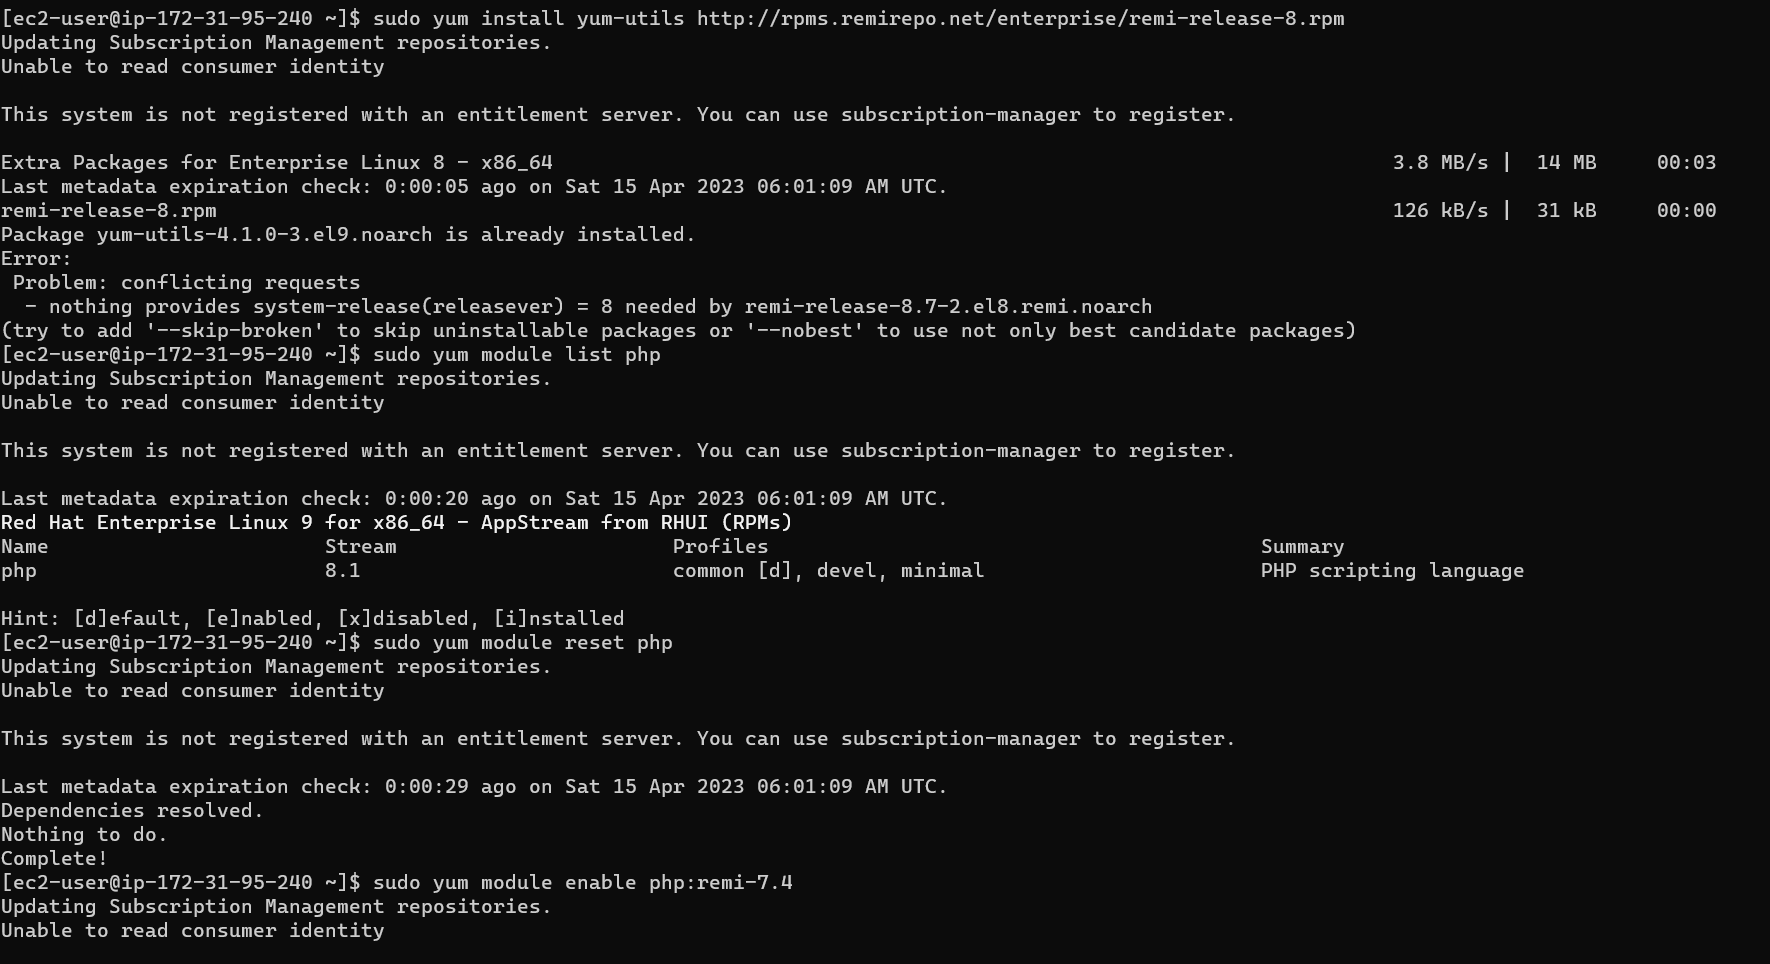 [ec2-user@ip-172-31-95-240 ~]$ sudo yum install yum-utils http://rpms.remirepo.net/enterprise/remi-release-8.rpm
Updating Subscription Management repositories.
Unable to read consumer identity

This system is not registered with an entitlement server. You can use subscription-manager to register.

Extra Packages for Enterprise Linux 8 - x86_64 3.8 MB/s | 14 MB 00:03
Last metadata expiration check: 0:00:05 ago on Sat 15 Apr 2023 06:01:09 AM UTC.
remi-release-8.rpm 126 kB/s | 31 kB 00:00
Package yum-utils-4.1.0-3.el9.noarch is already installed.
Error:
 Problem: conflicting requests
  - nothing provides system-release(releasever) = 8 needed by remi-release-8.7-2.el8.remi.noarch
(try to add '--skip-broken' to skip uninstallable packages or '--nobest' to use not only best candidate packages)
[ec2-user@ip-172-31-95-240 ~]$ sudo yum module list php
Updating Subscription Management repositories.
Unable to read consumer identity

This system is not registered with an entitlement server. You can use subscription-manager to register.

Last metadata expiration check: 0:00:20 ago on Sat 15 Apr 2023 06:01:09 AM UTC.
Red Hat Enterprise Linux 9 for x86_64 - AppStream from RHUI (RPMs)
Name Stream Profiles Summary
php 8.1 common [d], devel, minimal PHP scripting language

Hint: [d]efault, [e]nabled, [x]disabled, [i]nstalled
[ec2-user@ip-172-31-95-240 ~]$ sudo yum module reset php
Updating Subscription Management repositories.
Unable to read consumer identity

This system is not registered with an entitlement server. You can use subscription-manager to register.

Last metadata expiration check: 0:00:29 ago on Sat 15 Apr 2023 06:01:09 AM UTC.
Dependencies resolved.
Nothing to do.
Complete!
[ec2-user@ip-172-31-95-240 ~]$ sudo yum module enable php:remi-7.4
Updating Subscription Management repositories.
Unable to read consumer identity